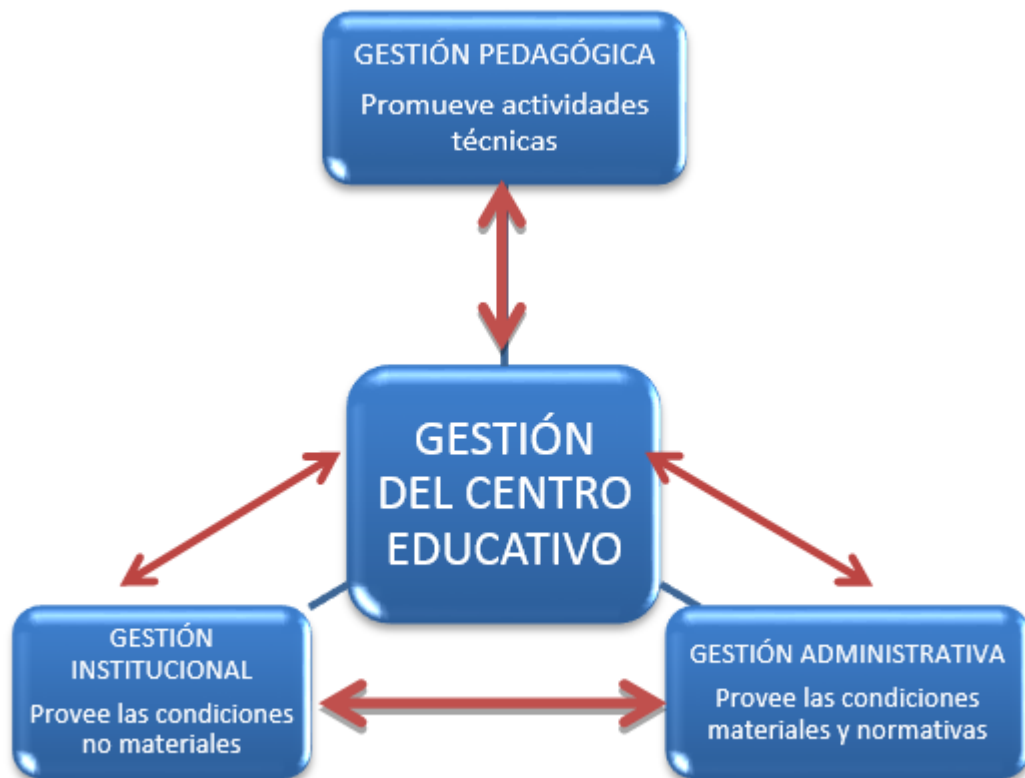 GESTIÓN PEDAGÓGICA
Promueve actividades
técnicas
GESTIÓN
DEL CENTRO
EDUCATIVO
GESTIÓN
INSTITUCIONAL
Provee las condiciones
no materiales
GESTIÓN ADMINISTRATIVA
Provee las condiciones
materiales y normativas